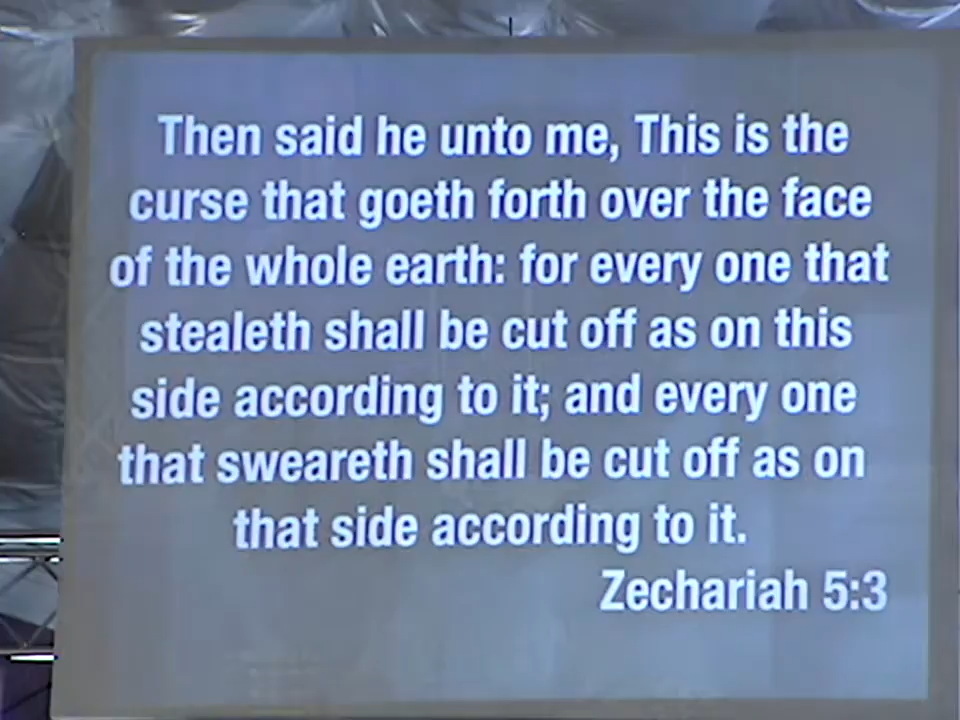 Then said he unto me, This is the
curse that goeth forth over the face
of the whole earth: for every one that
stealeth shall be cut off as on this
side according to it; and every one
that sweareth shall be cut off as on
that side according to it.
Zechariah 5:3